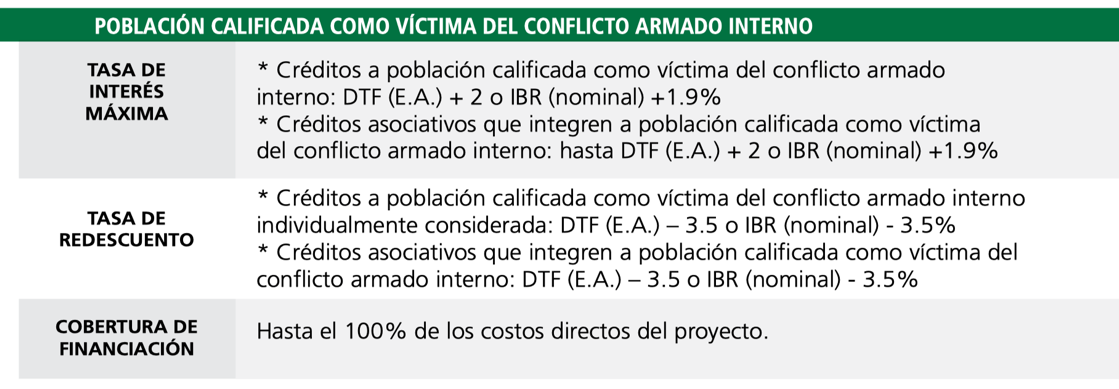 POBLACIÓN CALIFICADA COMO VÍCTIMA DEL CONFLICTO ARMADO INTERNO
TASA DE
INTERÉS
MÁXIMA
* Créditos a población calificada como víctima del conflicto armado
interno: DTF (E.A.) + 2 o IBR (nominal) +1.9%
* Créditos asociativos que integren a población calificada como víctima
del conflicto armado interno: hasta DTF (E.A.) + 2 o IBR (nominal) +1.9%
TASA DE
REDESCUENTO
* Créditos a población calificada como víctima del conflicto armado interno
individualmente considerada: DTF (E.A.) – 3.5 o IBR (nominal) - 3.5%
* Créditos asociativos que integren a población calificada como víctima del
conflicto armado interno: DTF (E.A.) – 3.5 o IBR (nominal) - 3.5%
COBERTURA DE
FINANCIACIÓN
Hasta el 100% de los costos directos del proyecto.